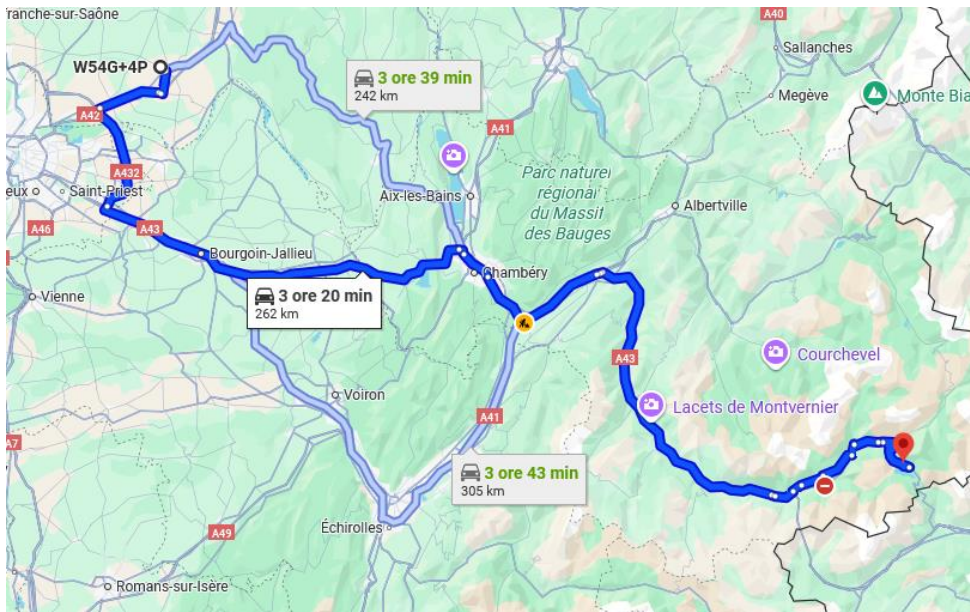 franche-sur-Saône
A40
Sallanches
W54G+4P
3 ore 39 min
242 km
Megève
Monte Bia
A42
A41
Parc naturel
régional
du Massif
des Bauges
A432
eux
Saint-Priest
Aix-les-Bains
Albertville
A46
A43
Bourgoin-Jallieu
Chambéry
3 ore 20 min
262 km
Vienne
Courchevel
A43
Voiron
Lacets de Montvernier
A41
A7
3 ore 43 min
305 km
Échirolles
A49
Romans-sur-Isère